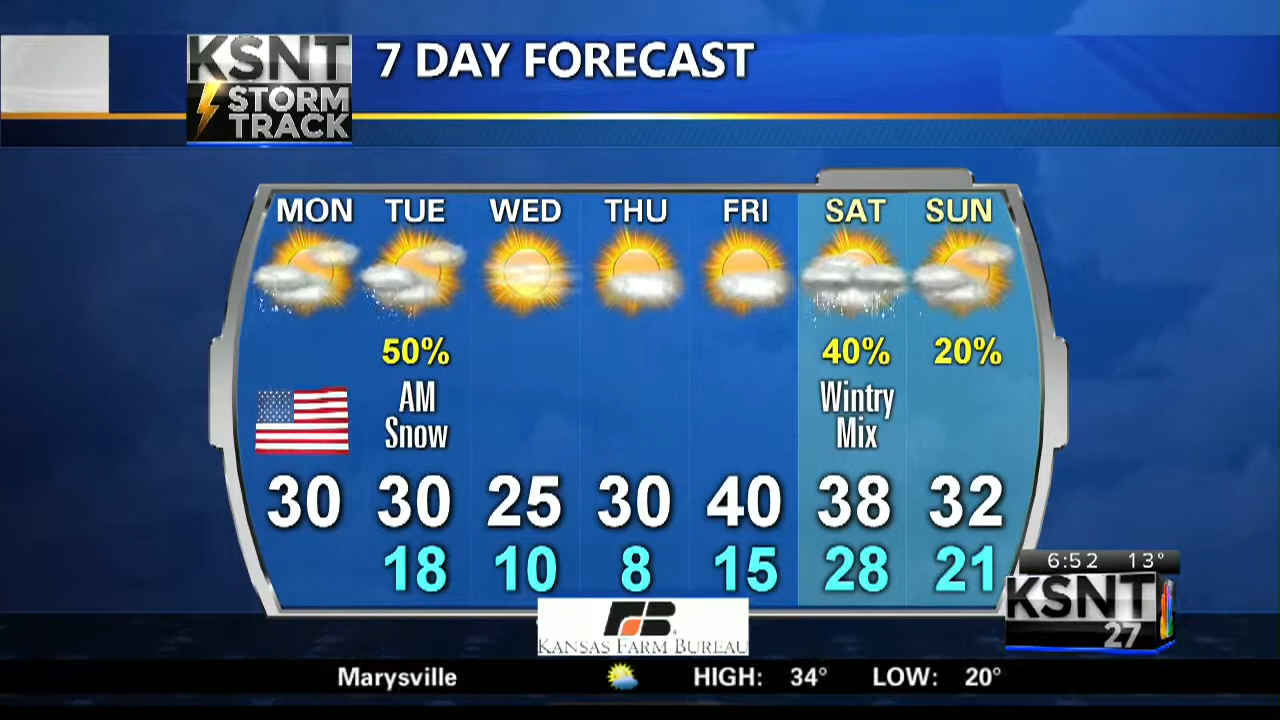 KSNT
STORM
TRACK
7 DAY FORECAST
MON TUE WED THU FRI SAT SUN
50% 40% 20%
AM
Snow
Wintry
Mix
30 30 25 30 40 38 32
18 10 8 15 28 21
6:52 13°
KSNT
27
FB
KANSAS FARM BUREAU
Marysville HIGH: 34° LOW: 20°